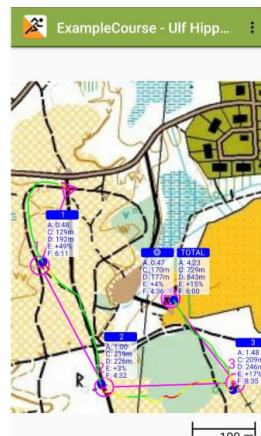 ExampleCourse - Ulf Hipp...
1
A: 0:48
C: 129m
D: 192m
E: +49%
F: 6:11
◎
A: 0:47
C: 170m
D: 177m
E: +4%
F: 4:36
TOTAL
A: 4:23
C: 729m
D: 843m
E: +15%
F: 6:00
2
A: 1:00
C: 219m
D: 226m
E: +3%
F: 4:32
3
A: 1:48
C: 209m
D: 246m
E: +17%
F: 8:35
3
100 m